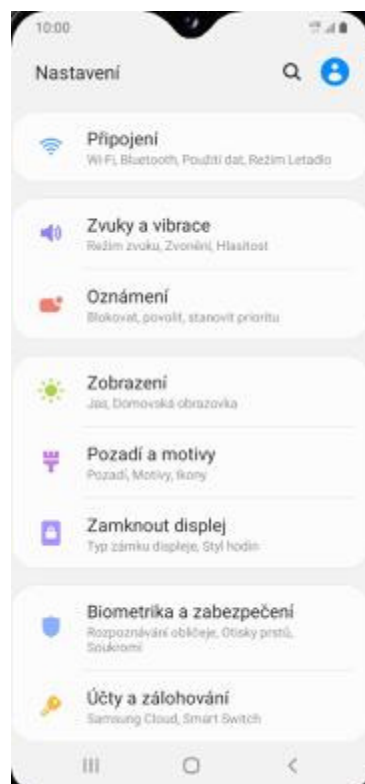 10:00
Nastavení
Připojení
Wi-Fi, Bluetooth, Použití dat, Režim Letadlo
Zvuky a vibrace
Režim zvuku, Zvonění, Hlasitost
Oznámení
Blokovat, povolit, stanovit prioritu
Zobrazení
Jas, Domovská obrazovka
Pozadí a motivy
Pozadí, Motivy, Ikony
Zamknout displej
Typ zámku displeje, Styl hodin
Biometrika a zabezpečení
Rozpoznávání obličeje, Otisky prstů,
Soukromí
Účty a zálohování
Samsung Cloud, Smart Switch